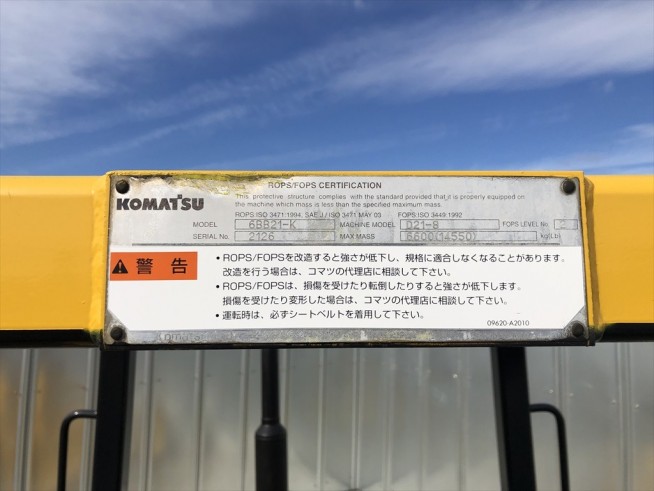 ROPS/FOPS CERTIFICATION
KOMATSU
This protective structure complies with the standard provided that it is properly equipped on
the machine which mass is less than the specified maximum mass.
ROPS:ISO 3471:1994, SAE J / ISO 3471 MAY 05 FOPS:ISO 3449:1992
MODEL 6BB21-K MACHINE MODEL D21-8 FOPS LEVEL No. 2
SERIAL No. 2126 MAX MASS 6600(14550) kg(Lb)
警告
・ROPS/FOPSを改造すると強さが低下し、規格に適合しなくなることがあります。
改造を行う場合は、コマツの代理店に相談して下さい。
・ROPS/FOPSは、損傷を受けたり転倒したりすると強さが低下します。
損傷を受けたり変形した場合は、コマツの代理店に相談して下さい。
・運転時は、必ずシートベルトを着用して下さい。
09620-A2010